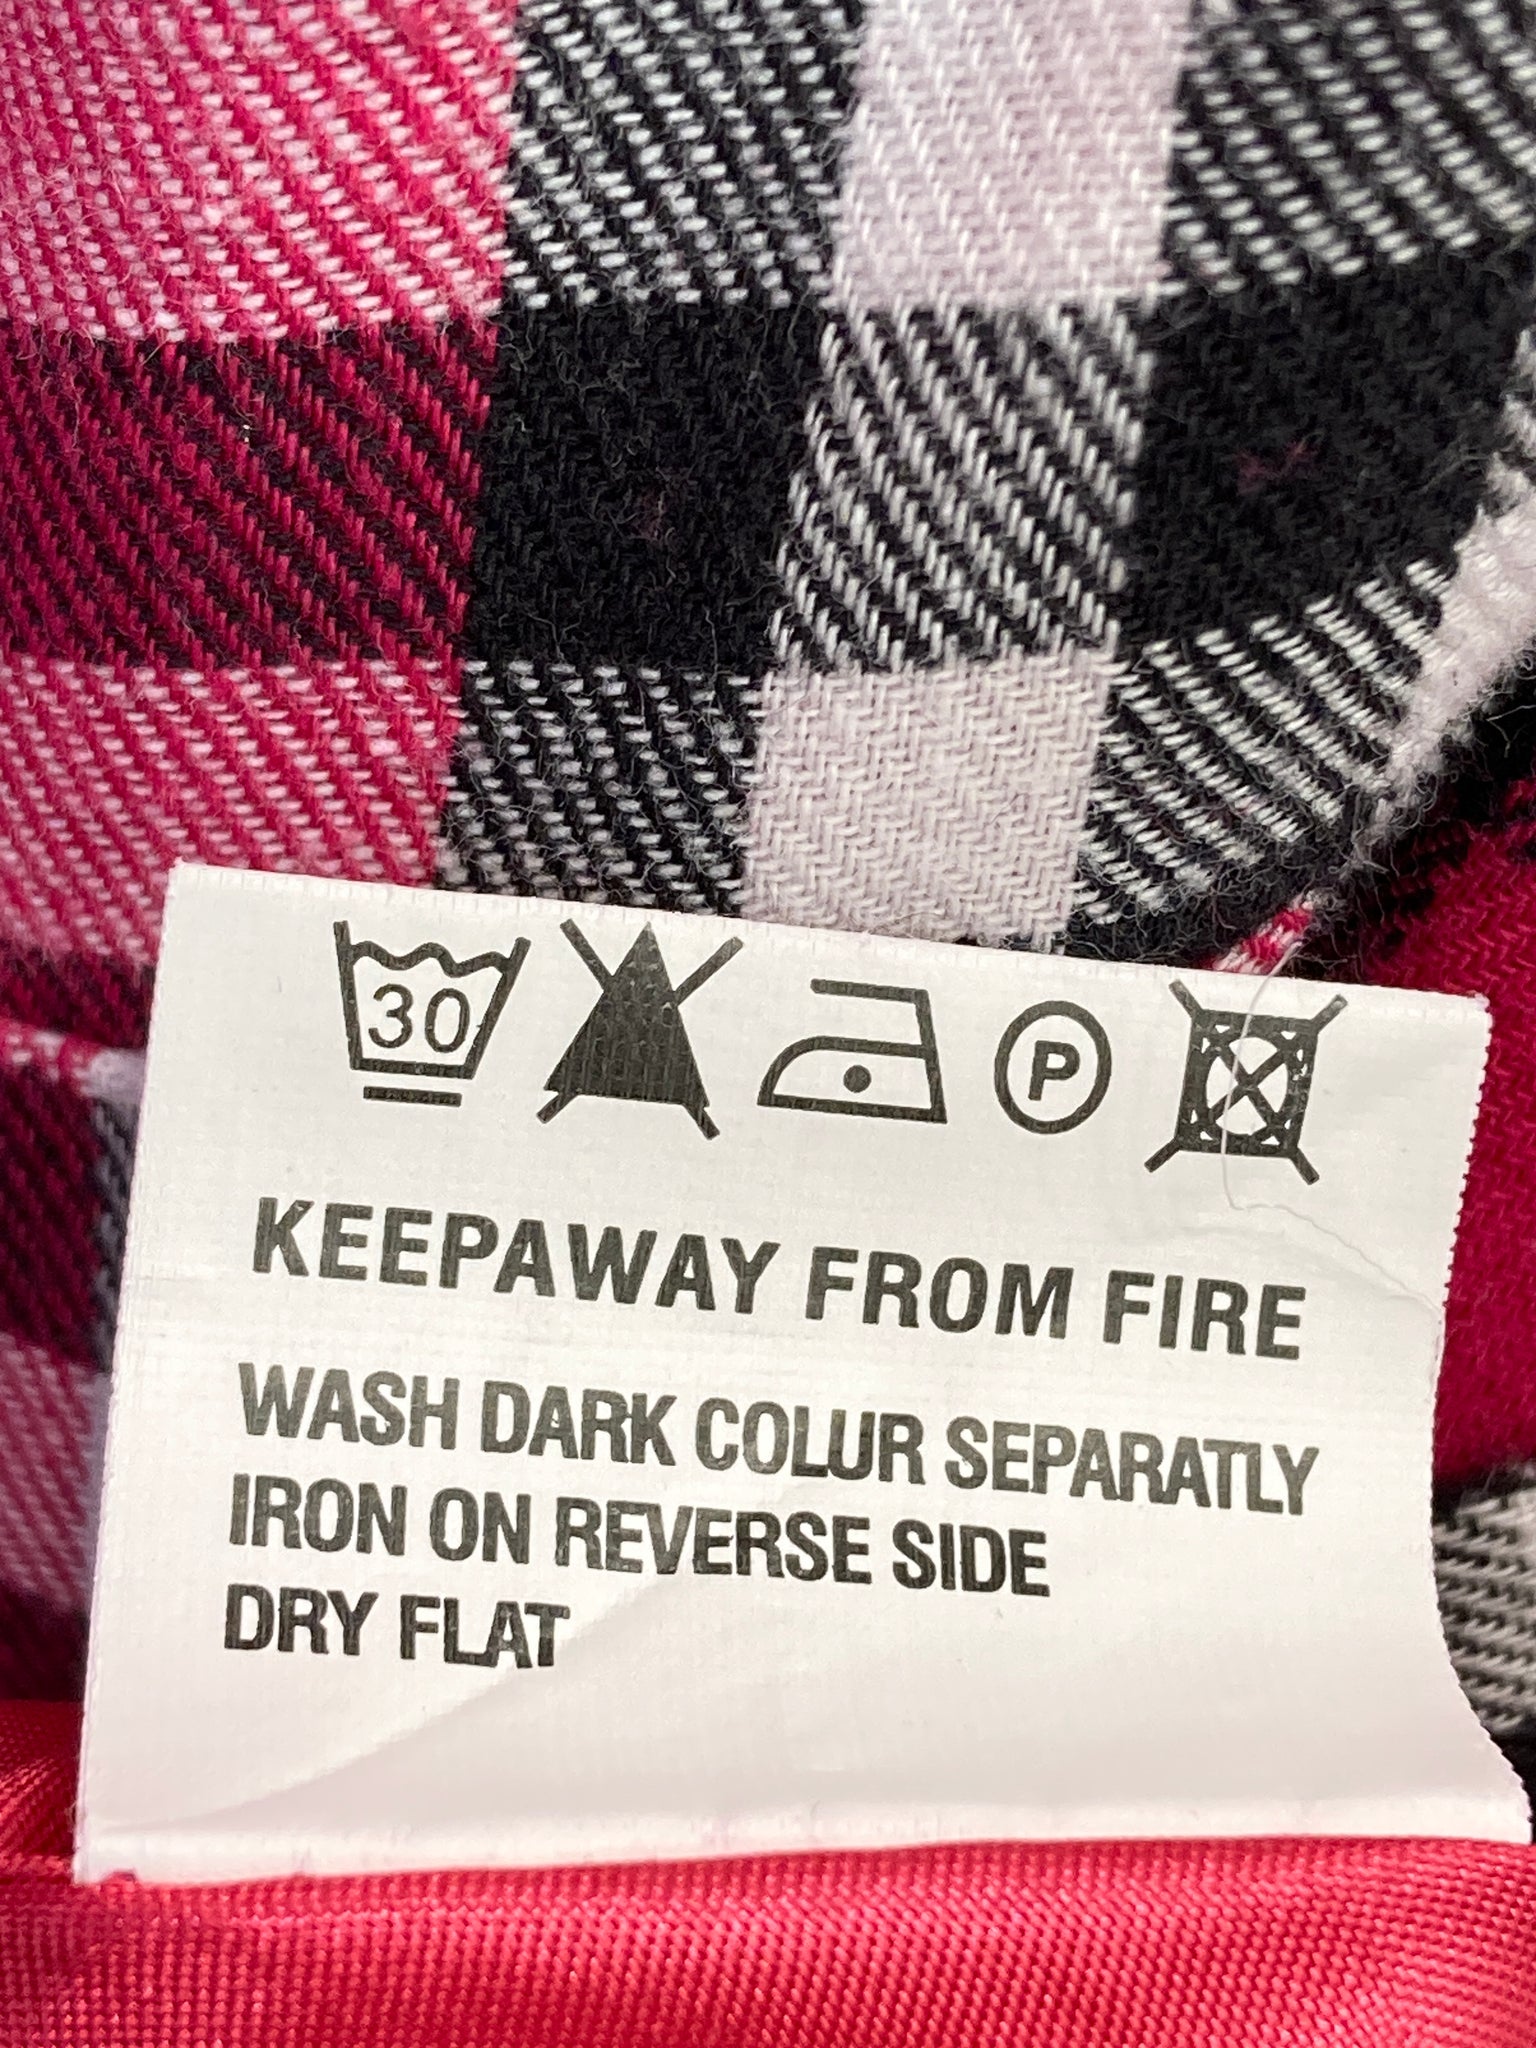 30 P
KEEPAWAY FROM FIRE
WASH DARK COLUR SEPARATLY
IRON ON REVERSE SIDE
DRY FLAT